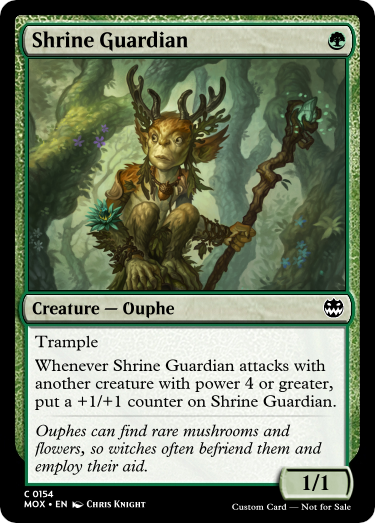 Shrine Guardian
Creature — Ouphe
Trample
Whenever Shrine Guardian attacks with
another creature with power 4 or greater,
put a +1/+1 counter on Shrine Guardian.
Ouphes can find rare mushrooms and
flowers, so witches often befriend them and
employ their aid.
1/1
C 0154
MOX • EN Chris Knight
Custom Card — Not for Sale